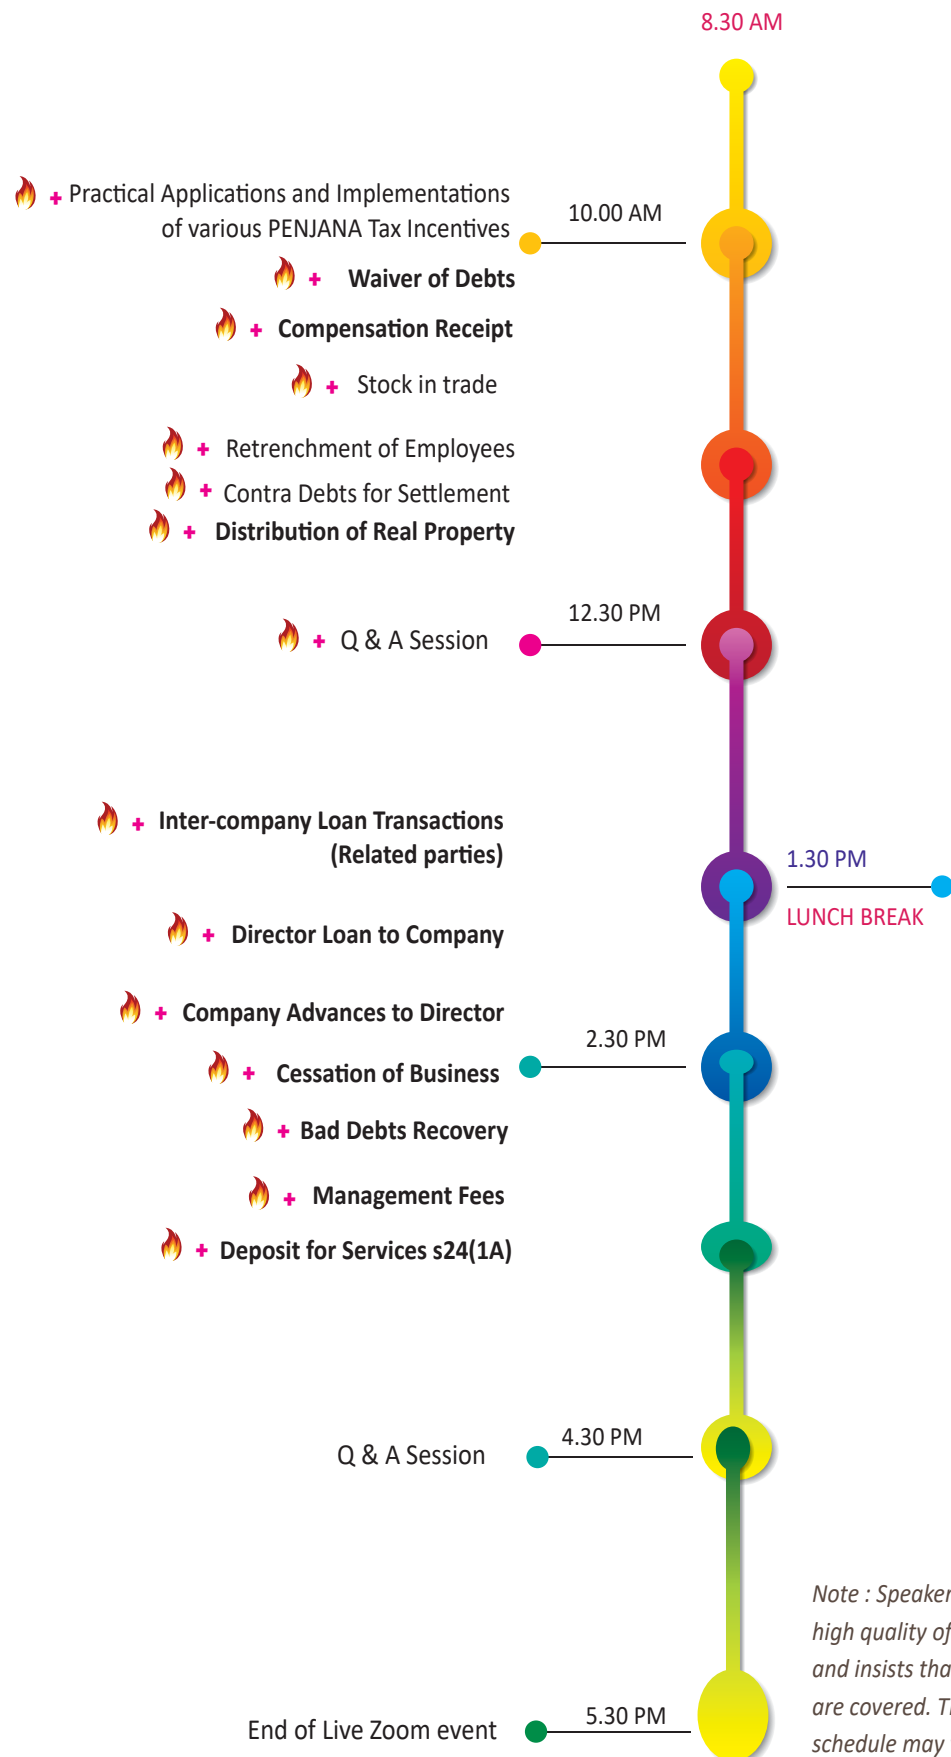 8.30 AM
+ Practical Applications and Implementations
of various PENJANA Tax Incentives
10.00 AM
+ Waiver of Debts
+ Compensation Receipt
+ Stock in trade
+ Retrenchment of Employees
+ Contra Debts for Settlement
+ Distribution of Real Property
12.30 PM
+ Q & A Session
+ Inter-company Loan Transactions
(Related parties)
1.30 PM
LUNCH BREAK
+ Director Loan to Company
+ Company Advances to Director
2.30 PM
+ Cessation of Business
+ Bad Debts Recovery
+ Management Fees
+ Deposit for Services s24(1A)
4.30 PM
Q & A Session
Note : Speaker
high quality of
and insists tha
are covered. T
schedule may
5.30 PM
End of Live Zoom event